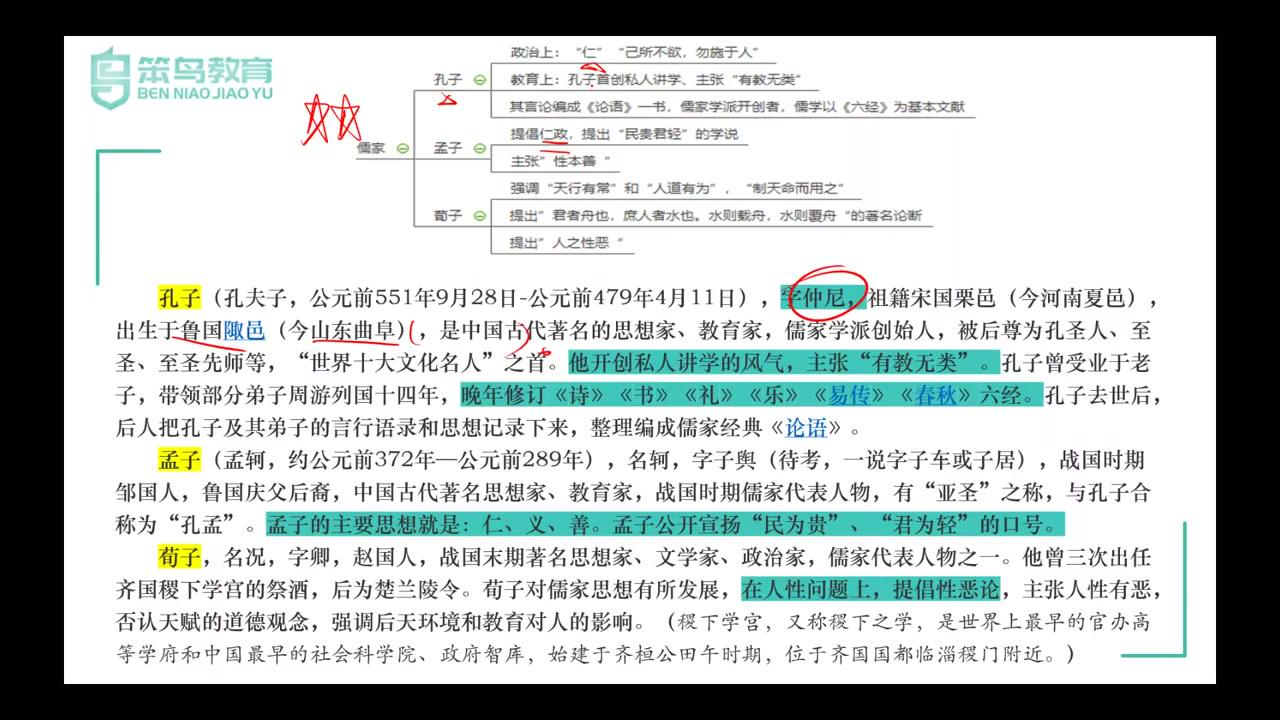 笨鸟教育
BEN NIAO JIAO YU
政治上：“仁”“己所不欲，勿施于人”
孔子
教育上：孔子首创私人讲学、主张“有教无类”
其言论编成《论语》一书，儒家学派开创者，儒学以《六经》为基本文献
提倡仁政，提出“民贵君轻”的学说
儒家
孟子
主张"性本善 "
强调“天行有常”和“人道有为”，“制天命而用之”
荀子
提出"君者舟也，庶人者水也。水则载舟，水则覆舟 "的著名论断
提出"人之性恶 "
孔子（孔夫子，公元前551年9月28日-公元前479年4月11日），字仲尼，祖籍宋国栗邑（今河南夏邑），
出生于鲁国陬邑（今山东曲阜），是中国古代著名的思想家、教育家，儒家学派创始人，被后尊为孔圣人、至
圣、至圣先师等，“世界十大文化名人”之首。他开创私人讲学的风气，主张“有教无类”。孔子曾受业于老
子，带领部分弟子周游列国十四年，晚年修订《诗》《书》《礼》《乐》《易传》《春秋》六经。孔子去世后，
后人把孔子及其弟子的言行语录和思想记录下来，整理编成儒家经典《论语》。
孟子（孟轲，约公元前372年—公元前289年），名轲，字子舆（待考，一说字子车或子居），战国时期
邹国人，鲁国庆父后裔，中国古代著名思想家、教育家，战国时期儒家代表人物，有“亚圣”之称，与孔子合
称为“孔孟”。孟子的主要思想就是：仁、义、善。孟子公开宣扬“民为贵”、“君为轻”的口号。
荀子，名况，字卿，赵国人，战国末期著名思想家、文学家、政治家，儒家代表人物之一。他曾三次出任
齐国稷下学宫的祭酒，后为楚兰陵令。荀子对儒家思想有所发展，在人性问题上，提倡性恶论，主张人性有恶，
否认天赋的道德观念，强调后天环境和教育对人的影响。（稷下学宫，又称稷下之学，是世界上最早的官办高
等学府和中国最早的社会科学院、政府智库，始建于齐桓公田午时期，位于齐国国都临淄稷门附近。）